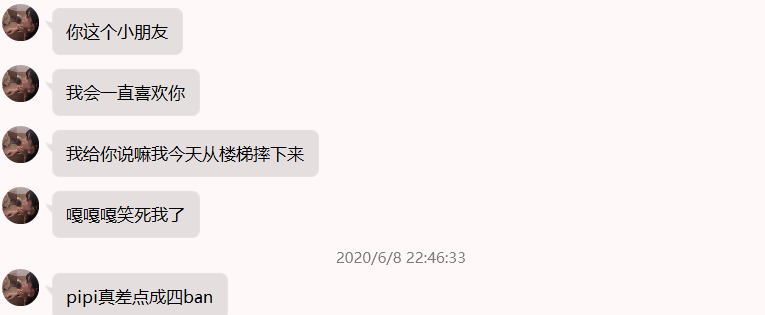 你这个小朋友
我会一直喜欢你
我给你说嘛我今天从楼梯摔下来
嘎嘎嘎笑死我了
2020/6/8 22:46:33
pipi真差点成四ban